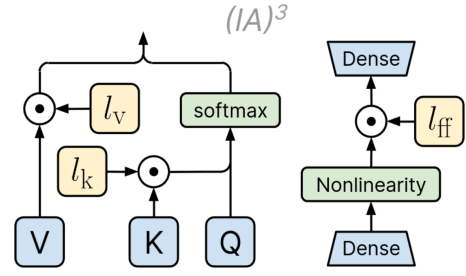 (IA)³
Dense
l_v
softmax
l_ff
l_k
Nonlinearity
V
K
Q
Dense